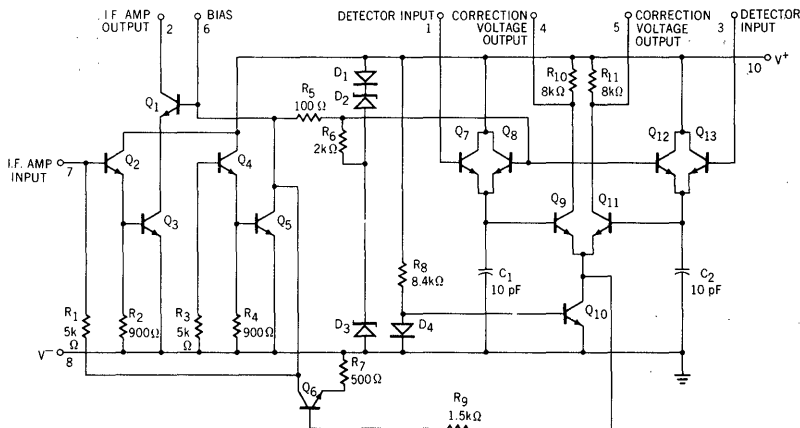 I.F. AMP
OUTPUT
2
BIAS
6
DETECTOR INPUT
1
CORRECTION
VOLTAGE
OUTPUT
4
5
CORRECTION
VOLTAGE
OUTPUT
3
DETECTOR
INPUT
10
V+
D1
D2
R10
8kΩ
R11
8kΩ
Q1
R5
100Ω
R6
2kΩ
Q7
Q8
Q12
Q13
I.F. AMP
INPUT
7
Q2
Q4
Q3
Q5
Q9
Q11
R8
8.4kΩ
C1
10 pF
C2
10 pF
R1
5k
Ω
R2
900Ω
R3
5k
Ω
R4
900Ω
D3
D4
Q10
V-
8
R7
500Ω
Q6
R9
1.5kΩ